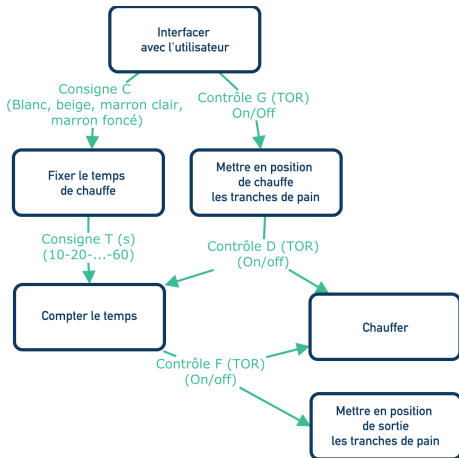 Interfacer
avec l'utilisateur
Consigne C
(Blanc, beige, marron clair,
marron foncé)
Contrôle G (TOR)
On/Off
Fixer le temps
de chauffe
Mettre en position
de chauffe
les tranches de pain
Consigne T (s)
(10-20-...-60)
Contrôle D (TOR)
(On/off)
Compter le temps
Chauffer
Contrôle F (TOR)
(On/off)
Mettre en position
de sortie
les tranches de pain